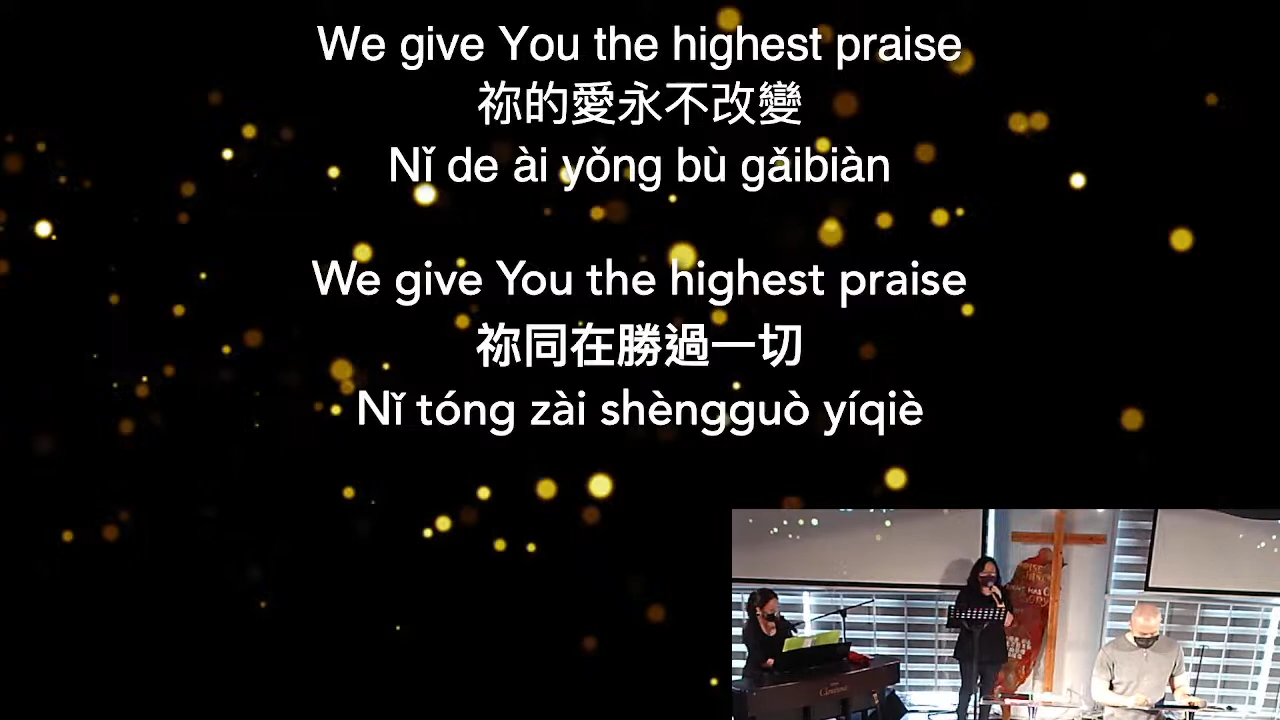 We give You the highest praise
祢的愛永不改變
Nǐ de ài yǒng bù gǎibiàn
We give You the highest praise
祢同在勝過一切
Nǐ tóng zài shèngguò yíqiè